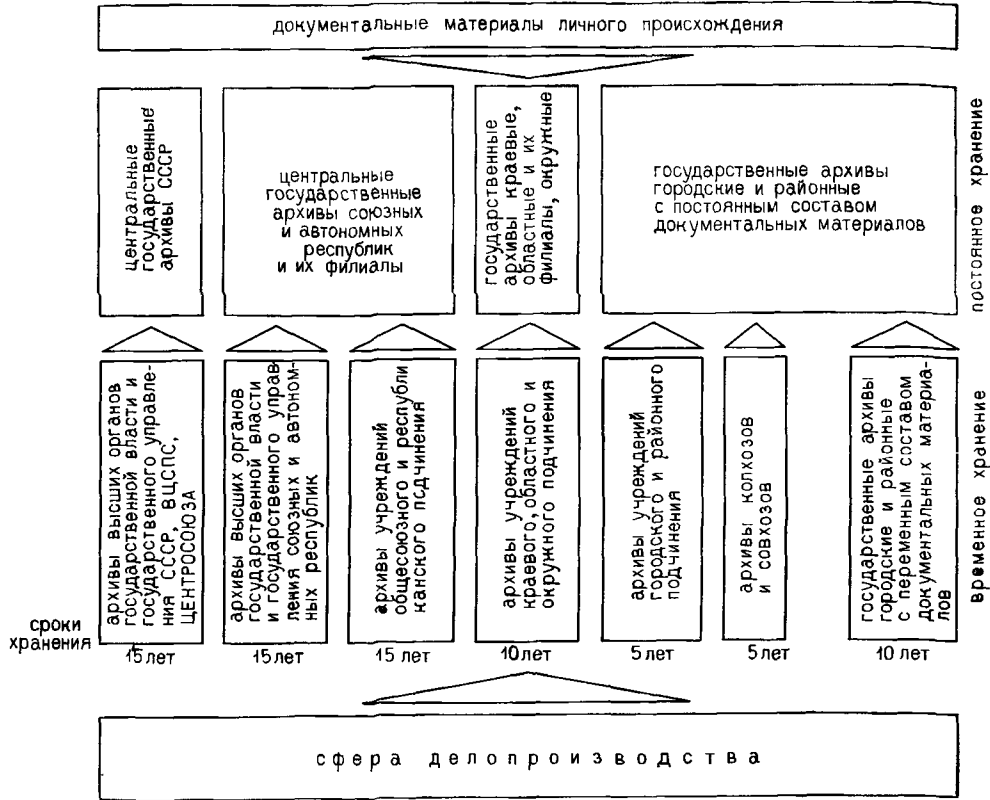 документальные материалы личного происхождения
центральные
государственные
архивы СССР
центральные
государственные
архивы союзных
и автономных
республик
и их филиалы
государственные
архивы краевые,
областные и их
филиалы, окружные
государственные архивы
городские и районные
с постоянным составом
документальных материалов
постоянное хранение
архивы высших органов
государственной власти и
государственного управле-
ния СССР, ВЦСПС,
ЦЕНТРОСОЮЗА
архивы высших органов
государственной власти
и государственного управ-
ления союзных и автоном-
ных республик
архивы учреждений
общесоюзного и республи
канского псдчинения
архивы учреждений
краевого, областного и
окружного подчинения
архивы учреждений
городского и районного
подчинения
архивы колхозов
и совхозов
государственные архивы
городские и районные
с переменным составом
документальных материа-
лов
временное хранение
сроки
хранения
15 лет
15 лет
15 лет
10 лет
5 лет
5 лет
10 лет
сфера делопроизводства